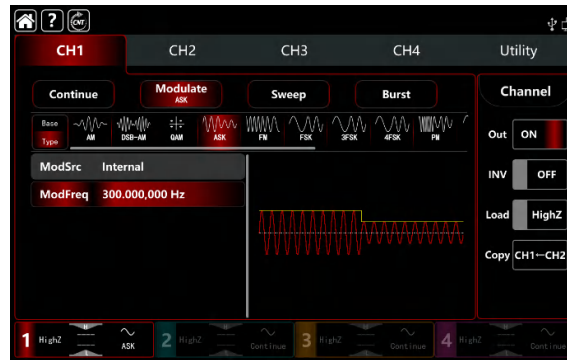 ? CNT
CH1 CH2 CH3 CH4 Utility
Continue Modulate Sweep Burst Channel
ASK
Base
Type AM DSB-AM QAM ASK FM FSK 3FSK 4FSK PM
Out ON
ModSrc Internal
INV OFF
ModFreq 300.000,000 Hz
Load HighZ
Copy CH1←CH2
1 HighZ ASK 2 HighZ Continue 3 HighZ Continue 4 HighZ Continue